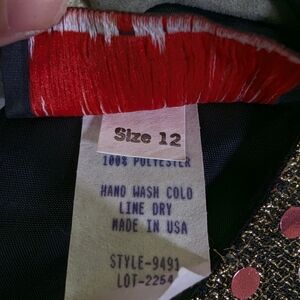 Size 12
100% POLYESTER
HAND WASH COLD
LINE DRY
MADE IN USA
STYLE-9491
LOT-2254